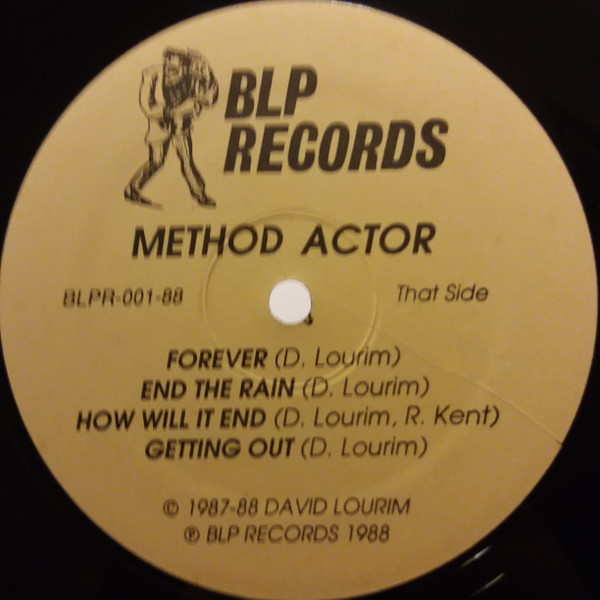 BLP
RECORDS
METHOD ACTOR
BLPR-001-88
That Side
FOREVER (D. Lourim)
END THE RAIN (D. Lourim)
HOW WILL IT END (D. Lourim, R. Kent)
GETTING OUT (D. Lourim)
© 1987-88 DAVID LOURIM
℗ BLP RECORDS 1988